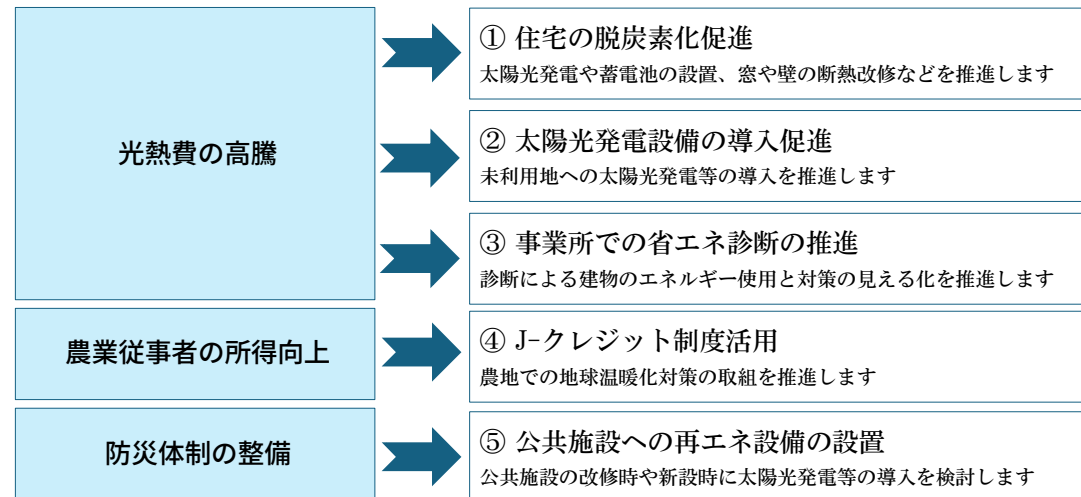 光熱費の高騰
① 住宅の脱炭素化促進
太陽光発電や蓄電池の設置、窓や壁の断熱改修などを推進します
② 太陽光発電設備の導入促進
未利用地への太陽光発電等の導入を推進します
③ 事業所での省エネ診断の推進
診断による建物のエネルギー使用と対策の見える化を推進します
農業従事者の所得向上
④ J-クレジット制度活用
農地での地球温暖化対策の取組を推進します
防災体制の整備
⑤ 公共施設への再エネ設備の設置
公共施設の改修時や新設時に太陽光発電等の導入を検討します